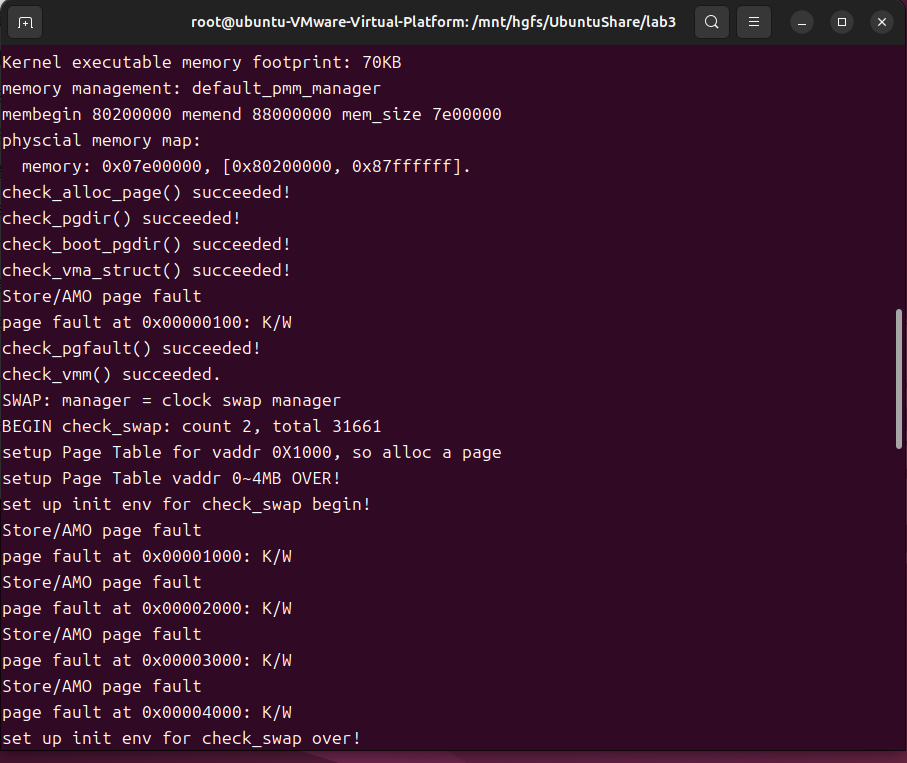 root@ubuntu-VMware-Virtual-Platform: /mnt/hgfs/UbuntuShare/lab3
Kernel executable memory footprint: 70KB
memory management: default_pmm_manager
membegin 80200000 memend 88000000 mem_size 7e00000
physcial memory map:
  memory: 0x07e00000, [0x80200000, 0x87ffffff].
check_alloc_page() succeeded!
check_pgdir() succeeded!
check_boot_pgdir() succeeded!
check_vma_struct() succeeded!
Store/AMO page fault
page fault at 0x00000100: K/W
check_pgfault() succeeded!
check_vmm() succeeded.
SWAP: manager = clock swap manager
BEGIN check_swap: count 2, total 31661
setup Page Table for vaddr 0X1000, so alloc a page
setup Page Table vaddr 0~4MB OVER!
set up init env for check_swap begin!
Store/AMO page fault
page fault at 0x00001000: K/W
Store/AMO page fault
page fault at 0x00002000: K/W
Store/AMO page fault
page fault at 0x00003000: K/W
Store/AMO page fault
page fault at 0x00004000: K/W
set up init env for check_swap over!